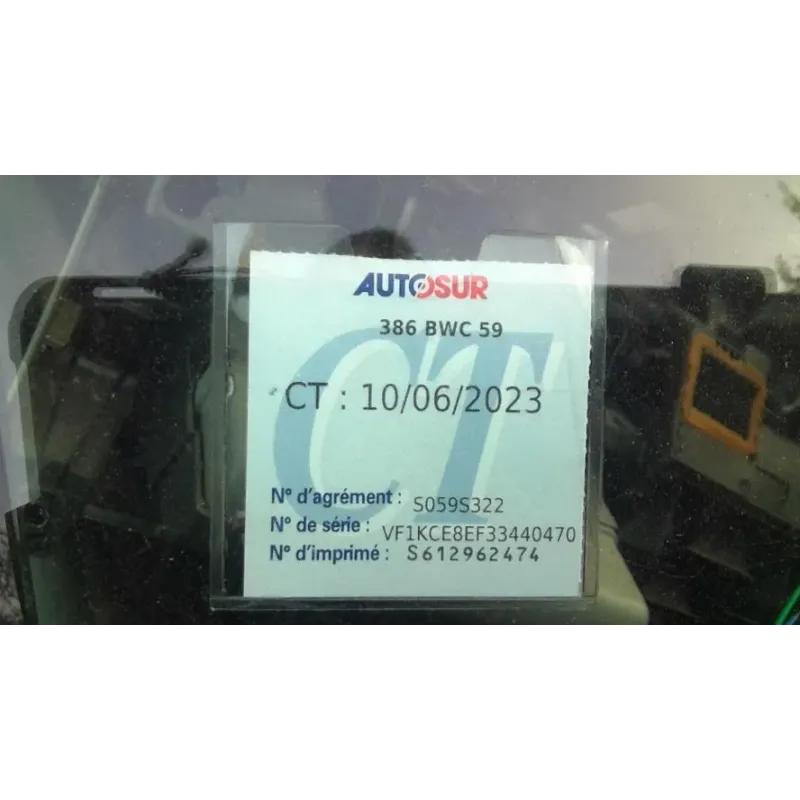 AUTOSUR
386 BWC 59
CT : 10/06/2023
CT
N° d'agrément : S059S322
N° de série : VF1KCE8EF33440470
N° d'imprimé : S612962474